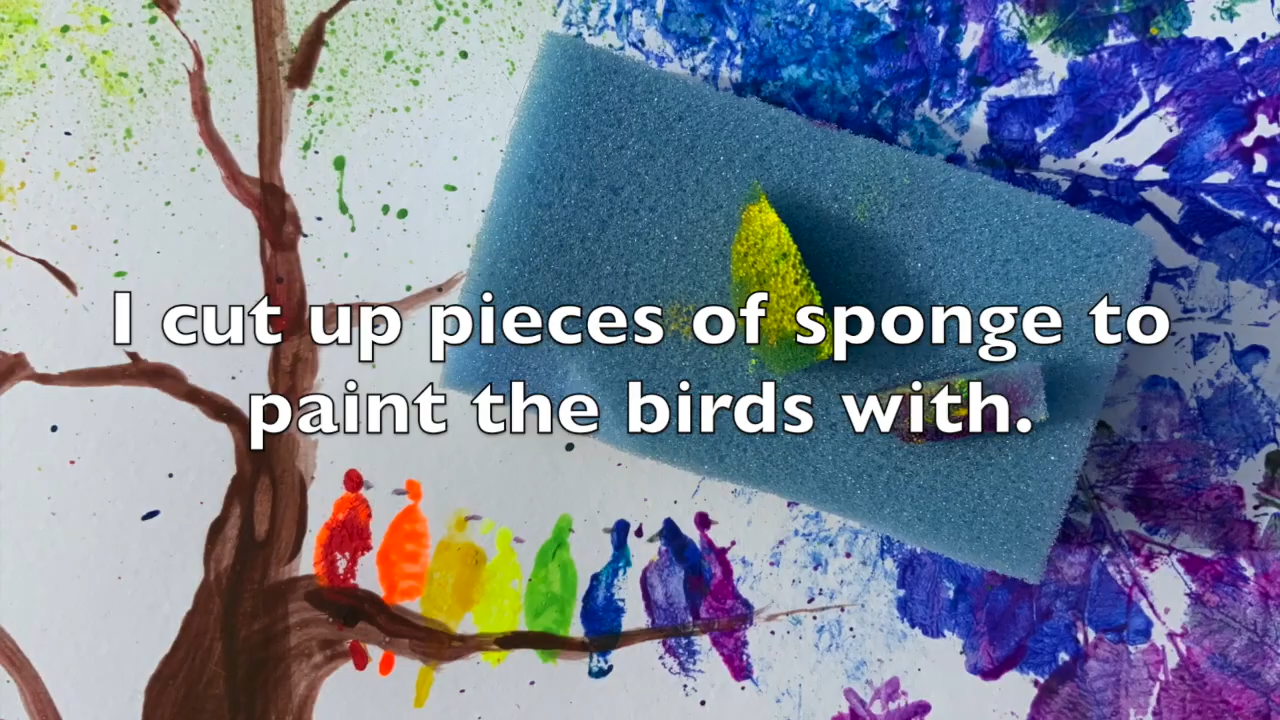 I cut up pieces of sponge to
paint the birds with.